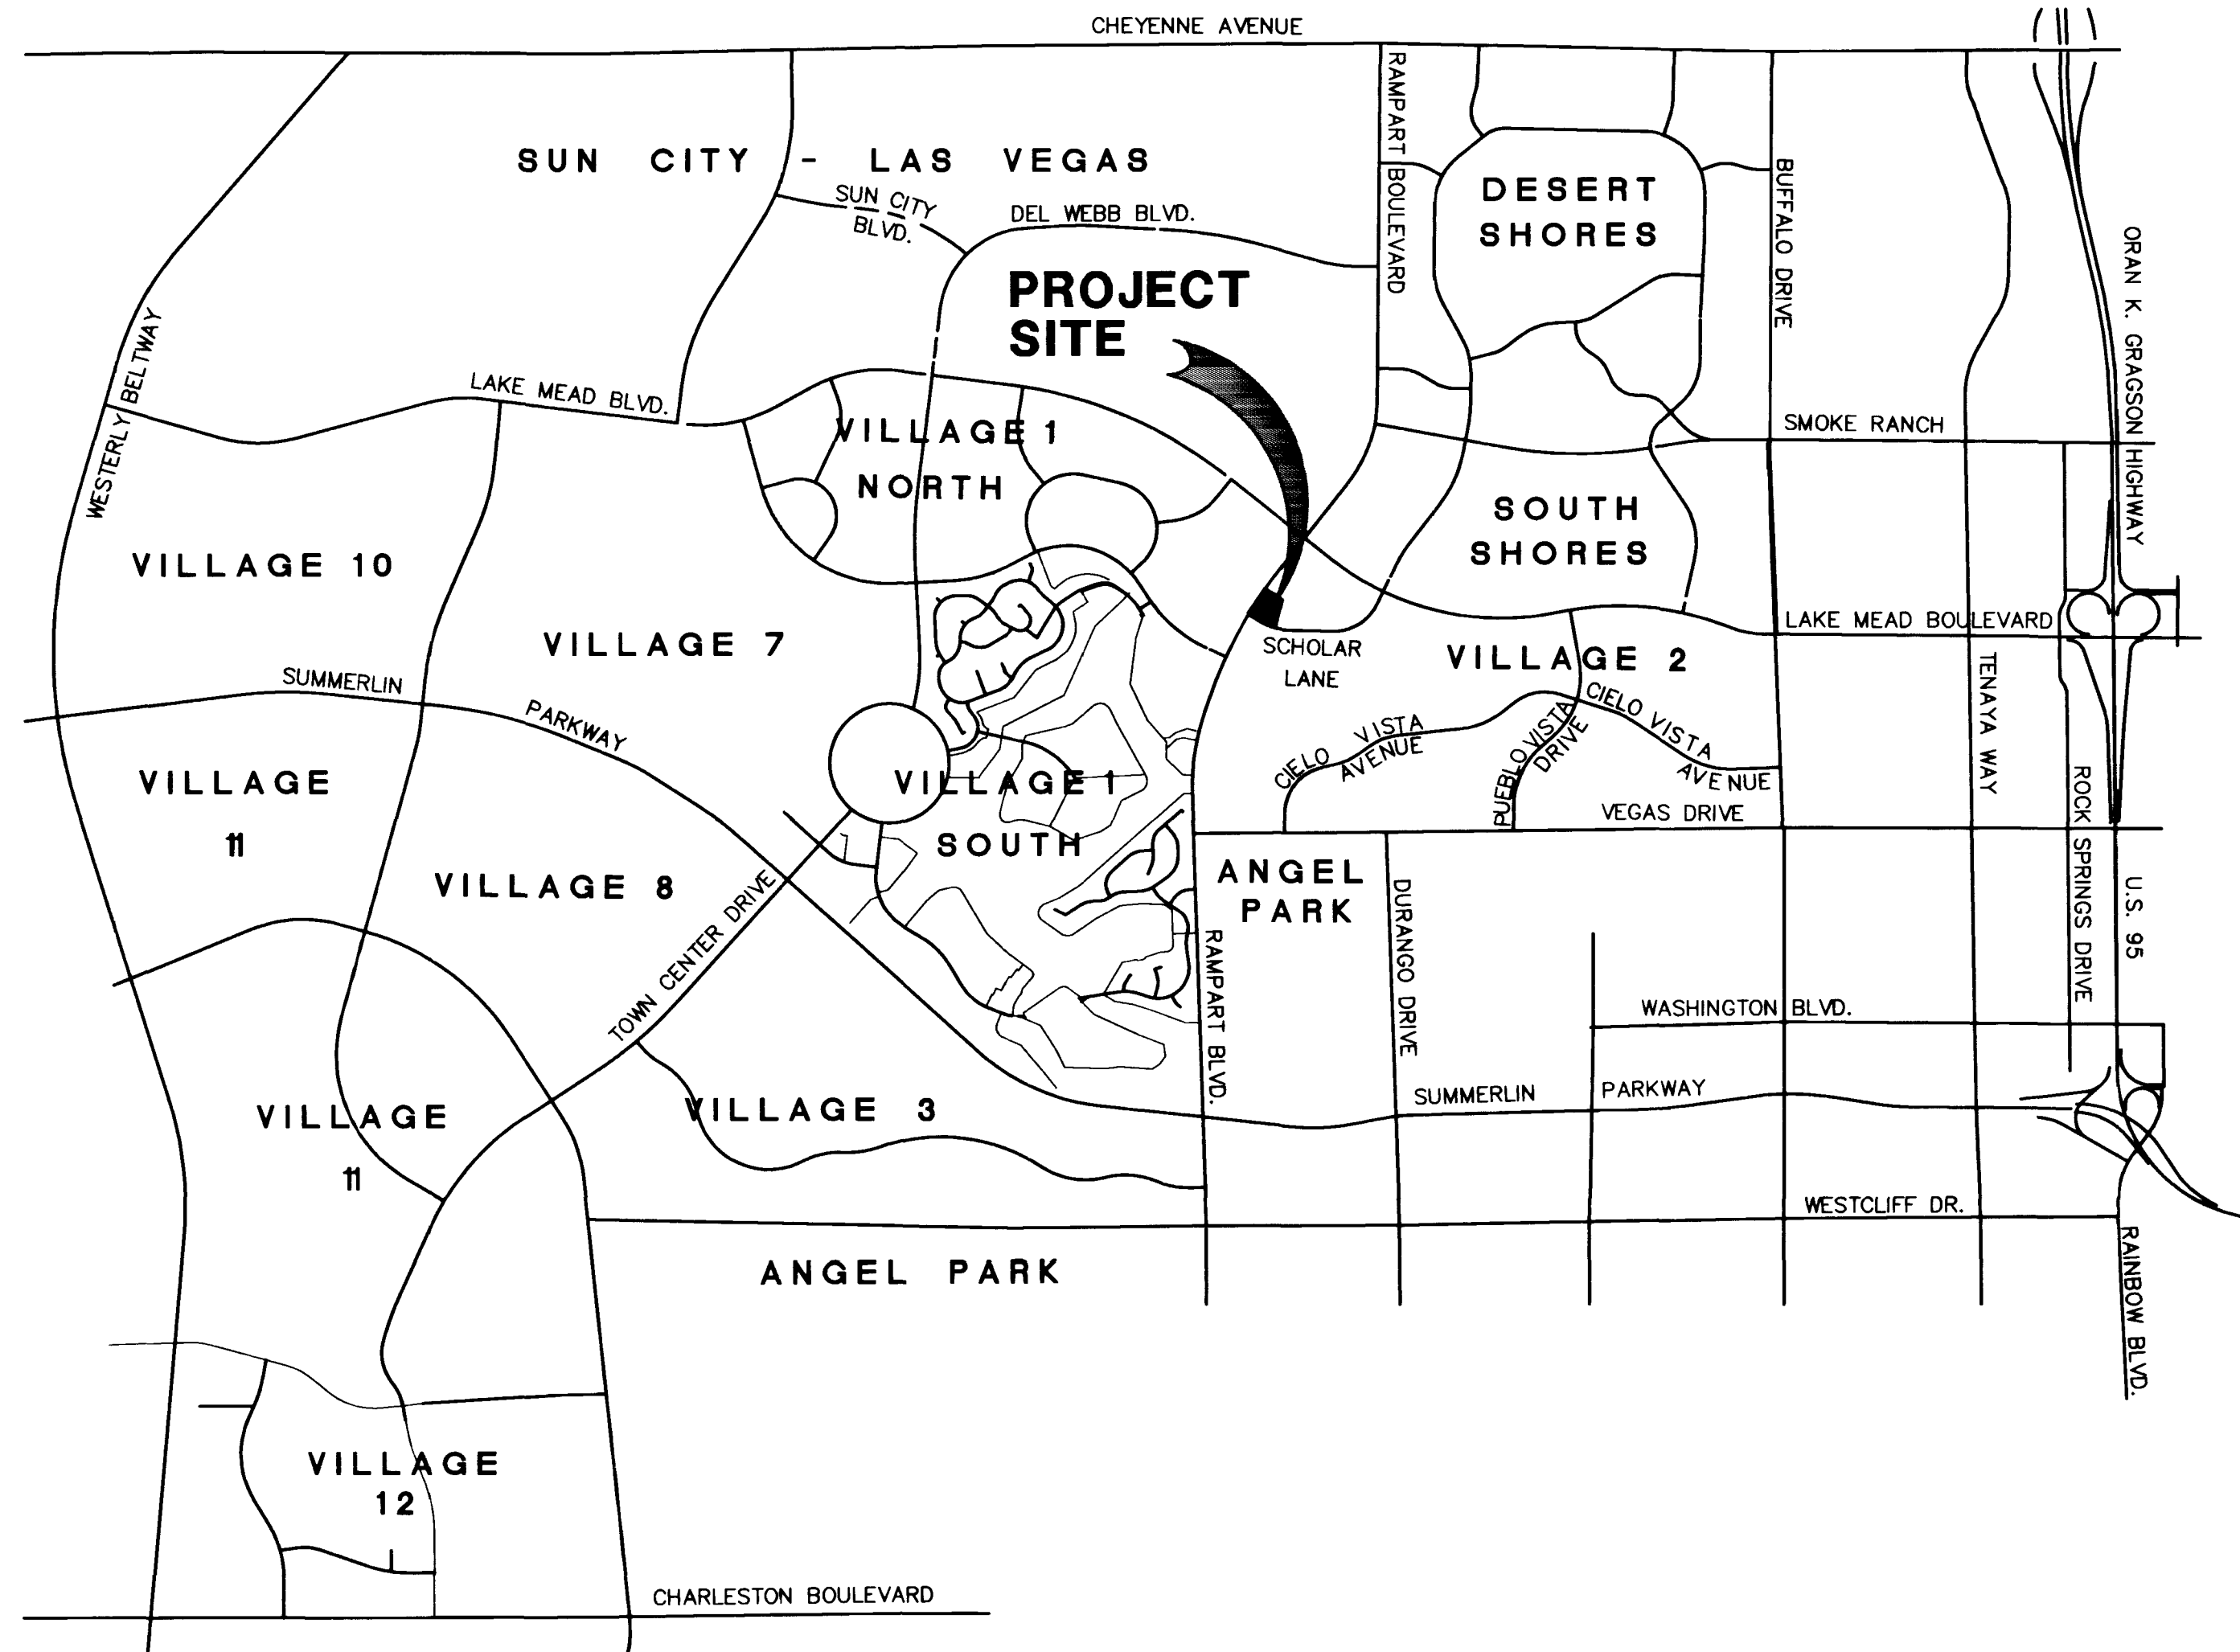 CHEYENNE AVENUE
RAMPART BOULEVARD
SUN CITY - LAS VEGAS
SUN CITY
BLVD.
DEL WEBB BLVD.
DESERT
SHORES
BUFFALO DRIVE
ORAN K. GRAGSON HIGHWAY
PROJECT
SITE
WESTERLY BELTWAY
LAKE MEAD BLVD.
VILLAGE 1
NORTH
SMOKE RANCH
SOUTH
SHORES
VILLAGE 10
VILLAGE 7
SCHOLAR
LANE
VILLAGE 2
LAKE MEAD BOULEVARD
TENAYA WAY
SUMMERLIN
PARKWAY
CIELO VISTA
AVENUE
PUEBLO VISTA
DRIVE
CIELO VISTA
AVENUE
VEGAS DRIVE
ROCK SPRINGS DRIVE
VILLAGE
11
VILLAGE 8
VILLAGE 1
SOUTH
ANGEL
PARK
DURANGO DRIVE
U.S. 95
TOWN CENTER DRIVE
RAMPART BLVD.
WASHINGTON BLVD.
VILLAGE
11
VILLAGE 3
SUMMERLIN PARKWAY
WESTCLIFF DR.
RAINBOW BLVD.
ANGEL PARK
VILLAGE
12
CHARLESTON BOULEVARD